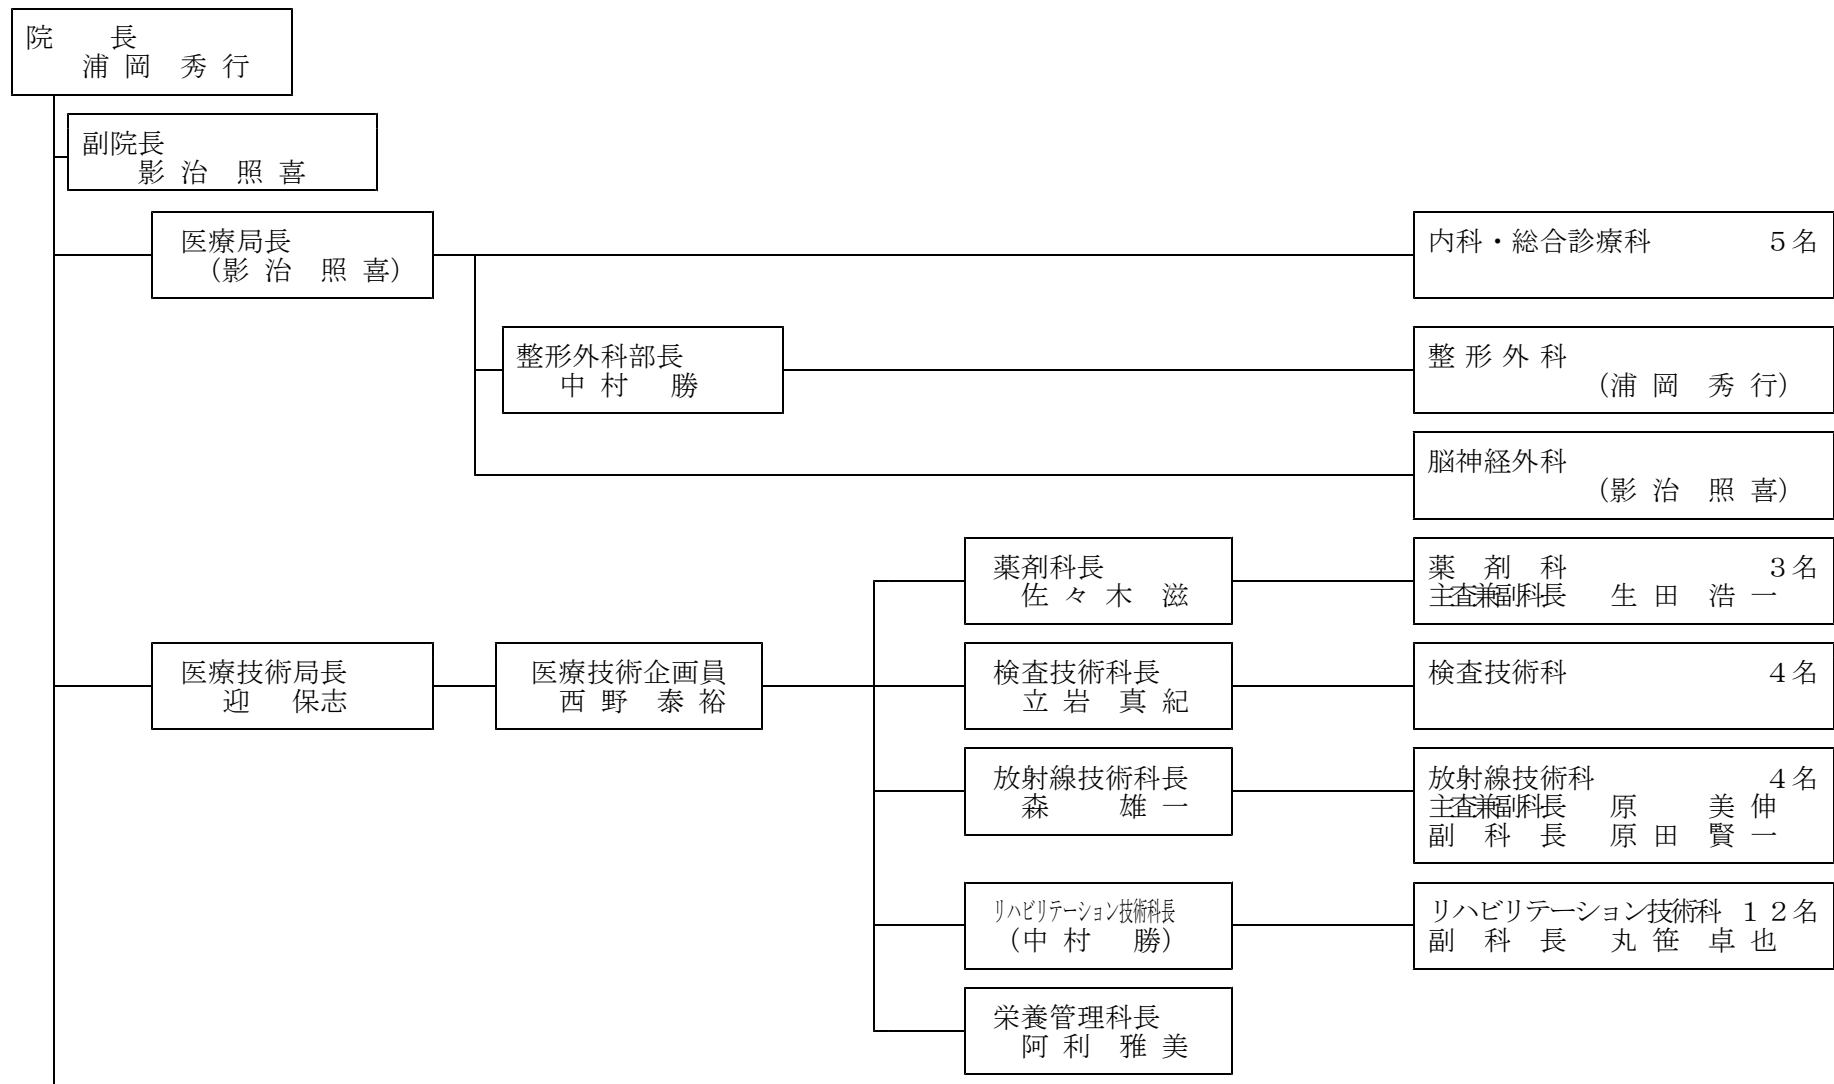 院　　長
浦 岡　秀 行
副院長
影 治　照 喜
医療局長
(影 治　照 喜)
内科・総合診療科　　　　５名
整形外科部長
中 村　　勝
整 形 外 科
(浦 岡　秀 行)
脳神経外科
(影 治　照 喜)
薬剤科長
佐 々 木　滋
薬　剤　科　　　　３名
主査兼副科長　生 田　浩 一
医療技術局長
迎　　保志
医療技術企画員
西 野　泰 裕
検査技術科長
立 岩　真 紀
検査技術科　　　　４名
放射線技術科長
森　　　雄 一
放射線技術科　　　　４名
主査兼副科長　原　　美 伸
副　科　長　原 田　賢 一
リハビリテーション技術科長
(中 村　　勝)
リハビリテーション技術科 １２名
副　科　長　丸 笹　卓 也
栄養管理科長
阿 利　雅 美